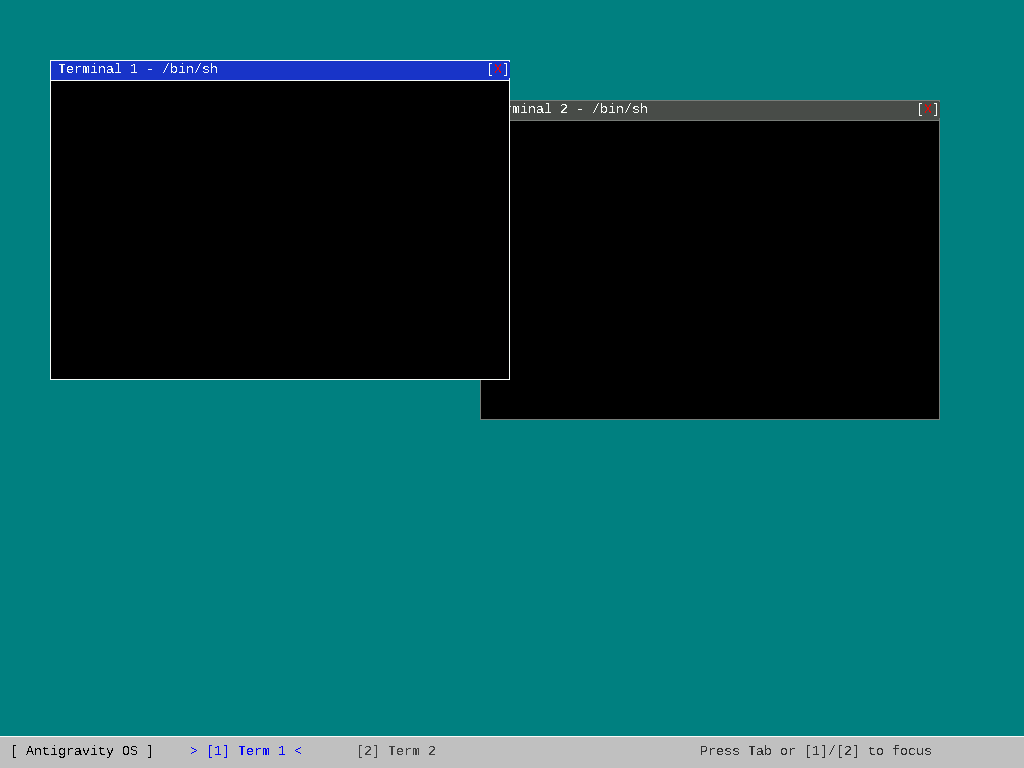 Terminal 1 - /bin/sh [X]
minal 2 - /bin/sh [X]
[ Antigravity OS ] > [1] Term 1 < [2] Term 2 Press Tab or [1]/[2] to focus